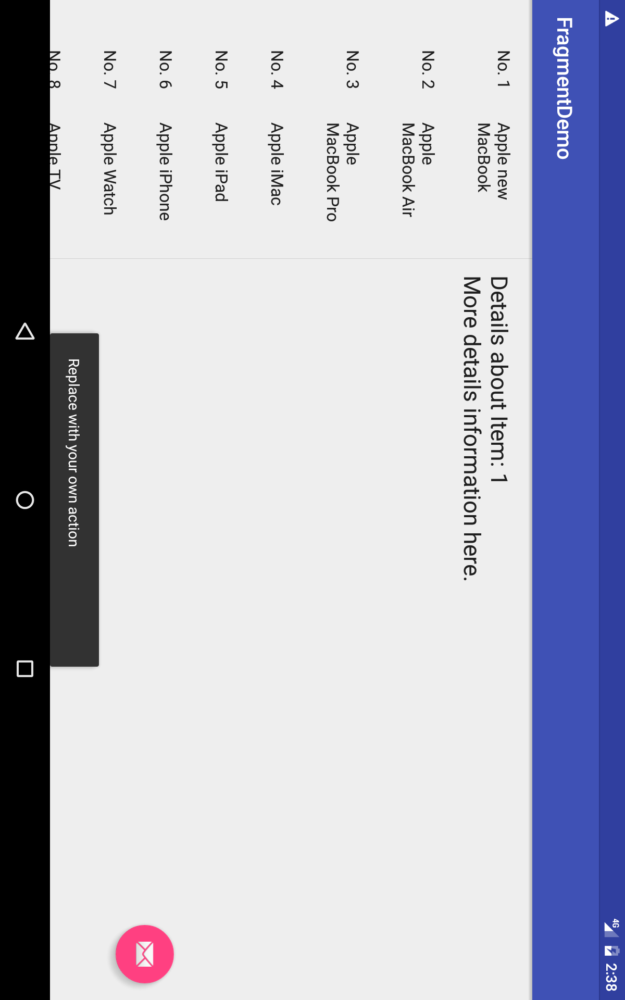 4G 2:38
FragmentDemo
No. 1 Apple new
MacBook
No. 2 Apple
MacBook Air
No. 3 Apple
MacBook Pro
No. 4 Apple iMac
No. 5 Apple iPad
No. 6 Apple iPhone
No. 7 Apple Watch
No. 8 Apple TV
Details about Item: 1
More details information here.
Replace with your own action